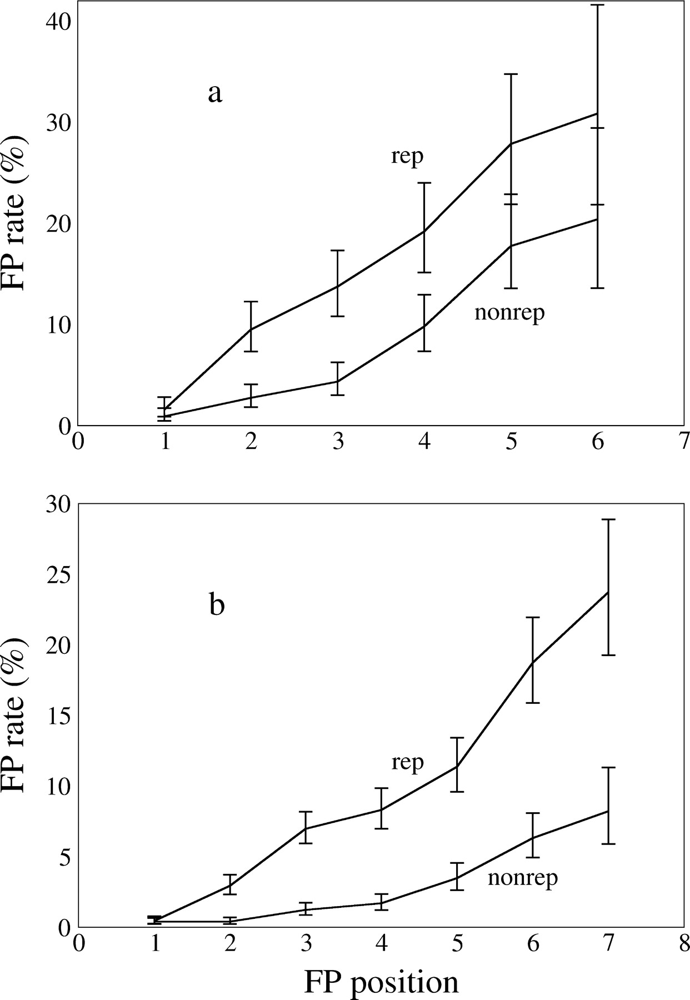 40
a
30
rep
FP rate (%)
20
nonrep
10
0
0 1 2 3 4 5 6 7
30
25
b
20
FP rate (%)
15
rep
10
nonrep
5
0
0 1 2 3 4 5 6 7 8
FP position